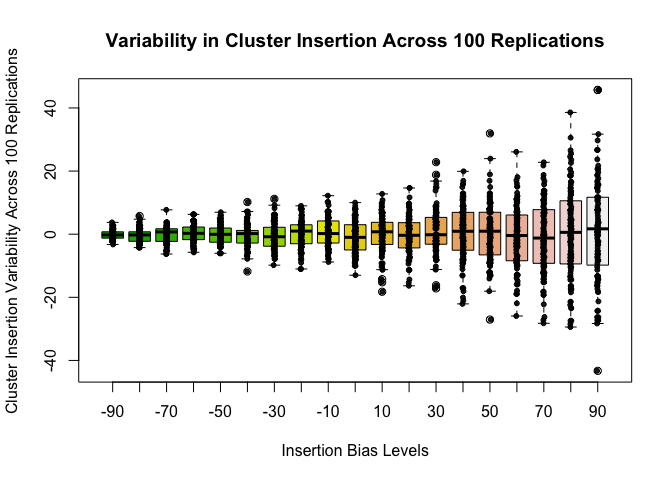 Variability in Cluster Insertion Across 100 Replications
Cluster Insertion Variability Across 100 Replications
40
20
0
-20
-40
-90 -70 -50 -30 -10 10 30 50 70 90
Insertion Bias Levels